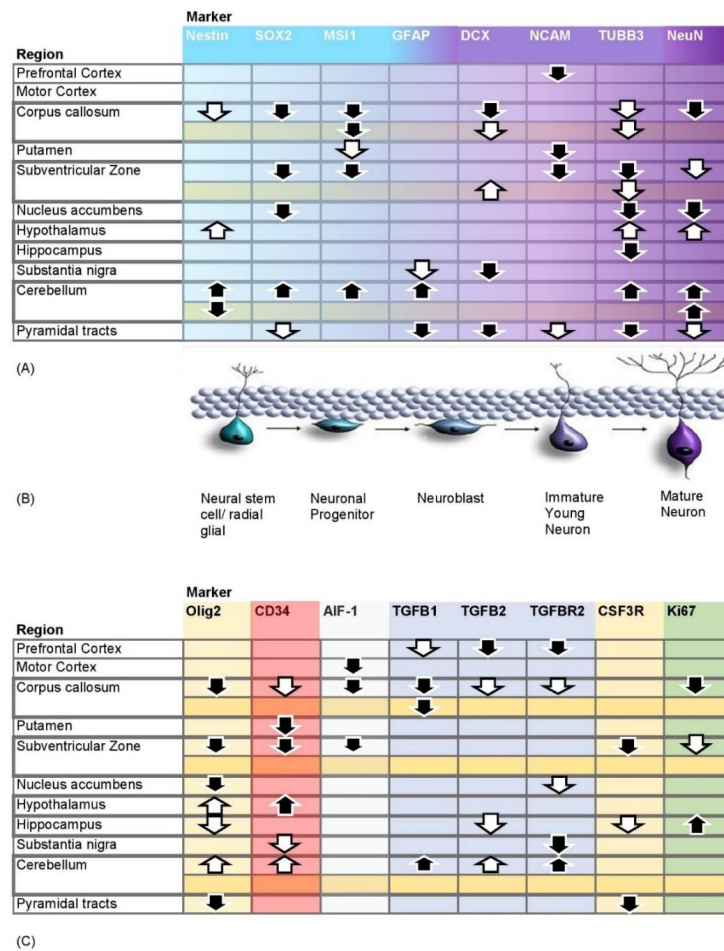 Marker
Nestin SOX2 MSI1 GFAP DCX NCAM TUBB3 NeuN
Region
Prefrontal Cortex
Motor Cortex
Corpus callosum
Putamen
Subventricular Zone
Nucleus accumbens
Hypothalamus
Hippocampus
Substantia nigra
Cerebellum
Pyramidal tracts
(A)
(B)
Neural stem
cell/ radial
glial
Neuronal
Progenitor
Neuroblast
Immature
Young
Neuron
Mature
Neuron
Marker
Olig2 CD34 AIF-1 TGFB1 TGFB2 TGFBR2 CSF3R Ki67
Region
Prefrontal Cortex
Motor Cortex
Corpus callosum
Putamen
Subventricular Zone
Nucleus accumbens
Hypothalamus
Hippocampus
Substantia nigra
Cerebellum
Pyramidal tracts
(C)